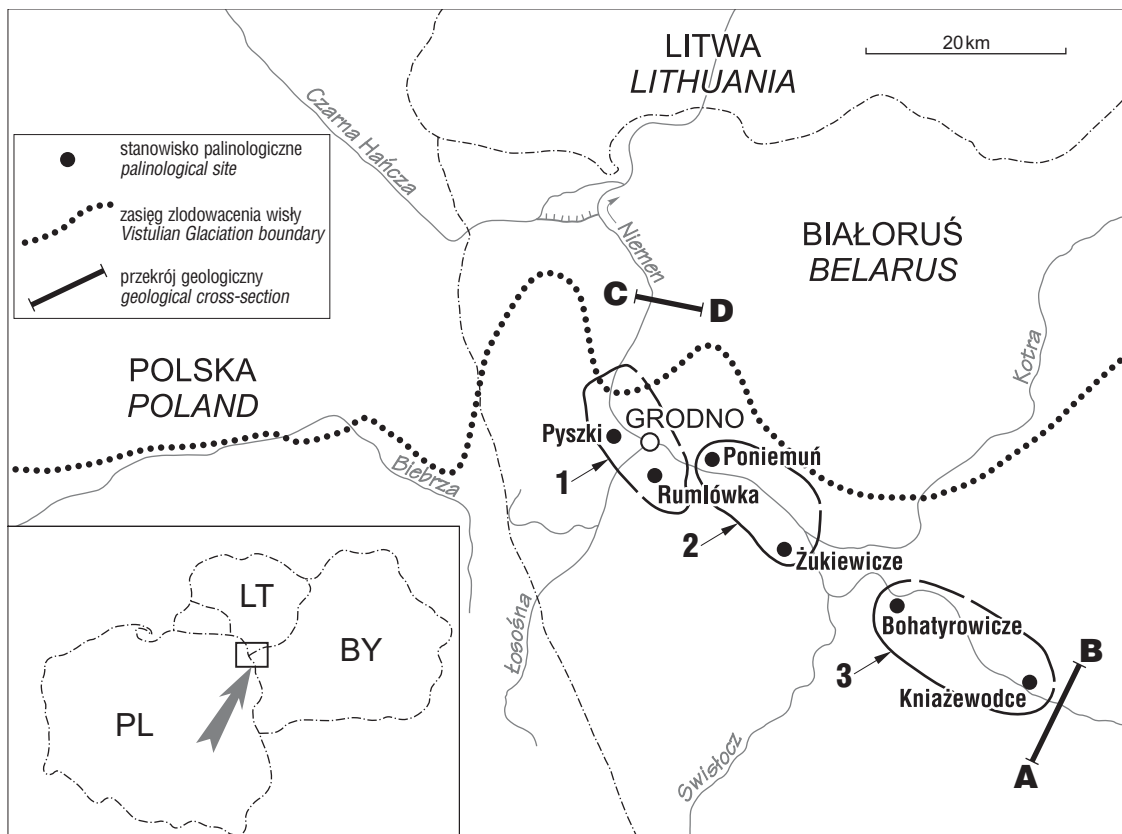 LITWA
LITHUANIA
20 km
Czarna Hańcza
stanowisko palinologiczne
palinological site
zasięg zlodowacenia wisły
Vistulian Glaciation boundary
przekrój geologiczny
geological cross-section
Niemen
BIAŁORUŚ
BELARUS
C
D
Kotra
POLSKA
POLAND
GRODNO
Pyszki
Poniemuń
Biebrza
1
Rumlówka
2
Żukiewicze
LT
BY
PL
Łosośna
Bohatyrowicze
3
Kniażewodce
B
A
Swisłocz